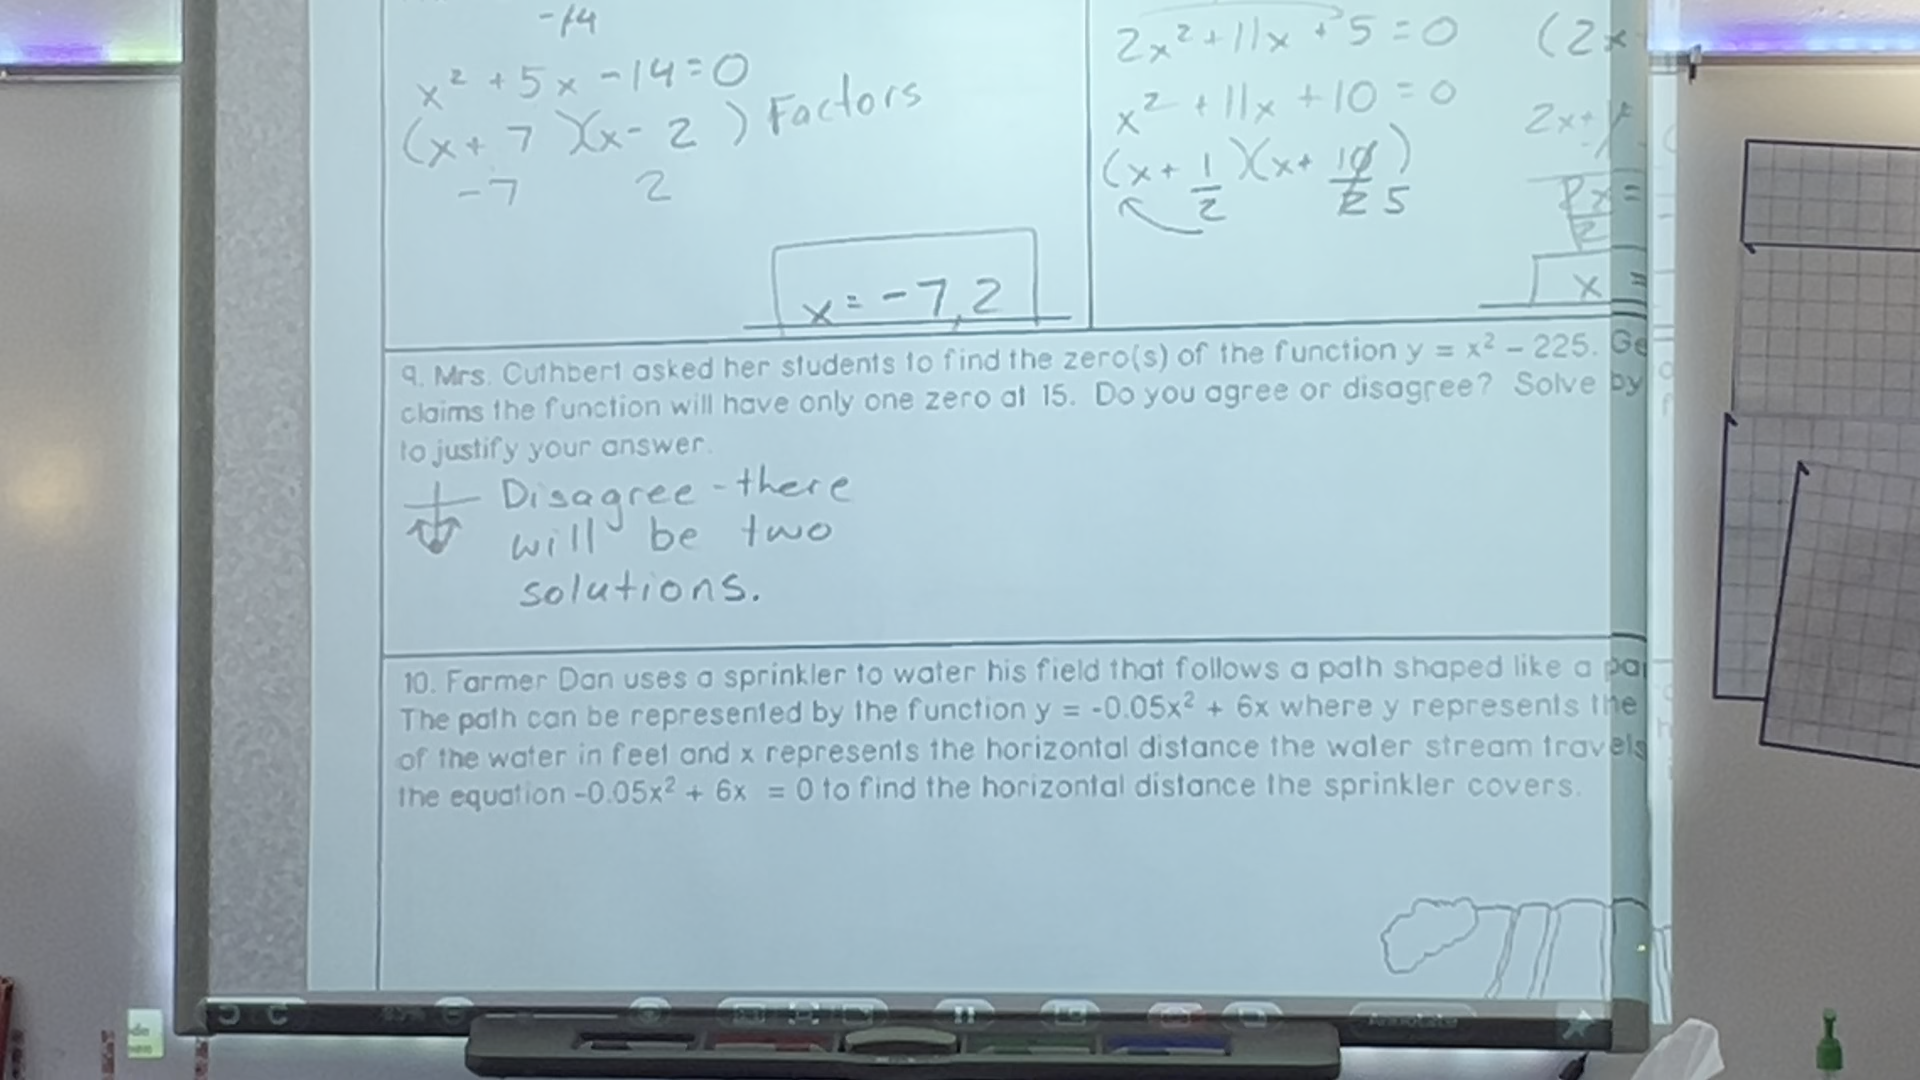 -14
x² + 5x - 14 = 0
(x + 7)(x - 2) Factors
-7 2
x = -7, 2
2x² + 11x + 5 = 0
x² + 11x + 10 = 0
(x + 1/2)(x + 10/2)
5
(2x
2x +
2x =
2
x =
9. Mrs. Cuthbert asked her students to find the zero(s) of the function y = x² – 225. Ge
claims the function will have only one zero at 15. Do you agree or disagree? Solve by
to justify your answer.
Disagree - there
will be two
solutions.
10. Farmer Dan uses a sprinkler to water his field that follows a path shaped like a pa
The path can be represented by the function y = -0.05x² + 6x where y represents the
of the water in feet and x represents the horizontal distance the water stream travels
the equation -0.05x² + 6x = 0 to find the horizontal distance the sprinkler covers.